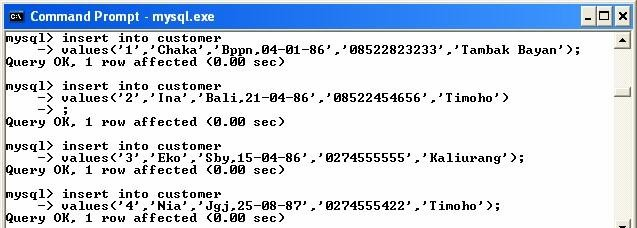 Command Prompt - mysql.exe
mysql> insert into customer
-> values('1','Chaka','Bppn,04-01-86','08522823233','Tambak Bayan');
Query OK, 1 row affected (0.00 sec)
mysql> insert into customer
-> values('2','Ina','Bali,21-04-86','08522454656','Timoho')
-> ;
Query OK, 1 row affected (0.00 sec)
mysql> insert into customer
-> values('3','Eko','Sby,15-04-86','0274555555','Kaliurang');
Query OK, 1 row affected (0.00 sec)
mysql> insert into customer
-> values('4','Nia','Jgj,25-08-87','0274555422','Timoho');
Query OK, 1 row affected (0.00 sec)